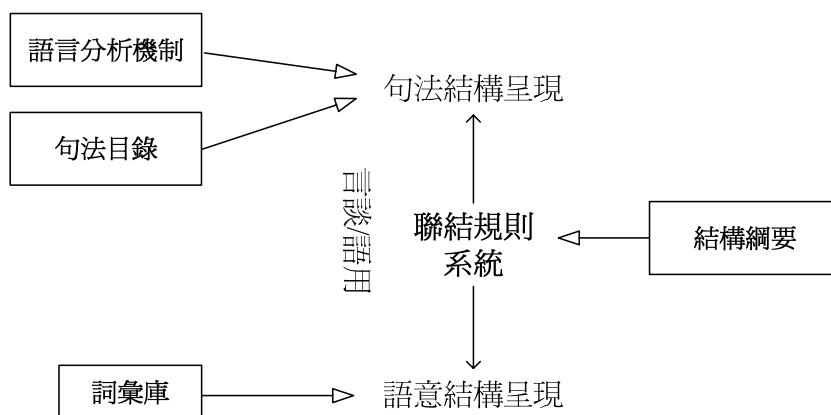 語言分析機制
句法結構呈現
句法目錄
言談/語用
聯結規則
系統
結構綱要
詞彙庫
語意結構呈現